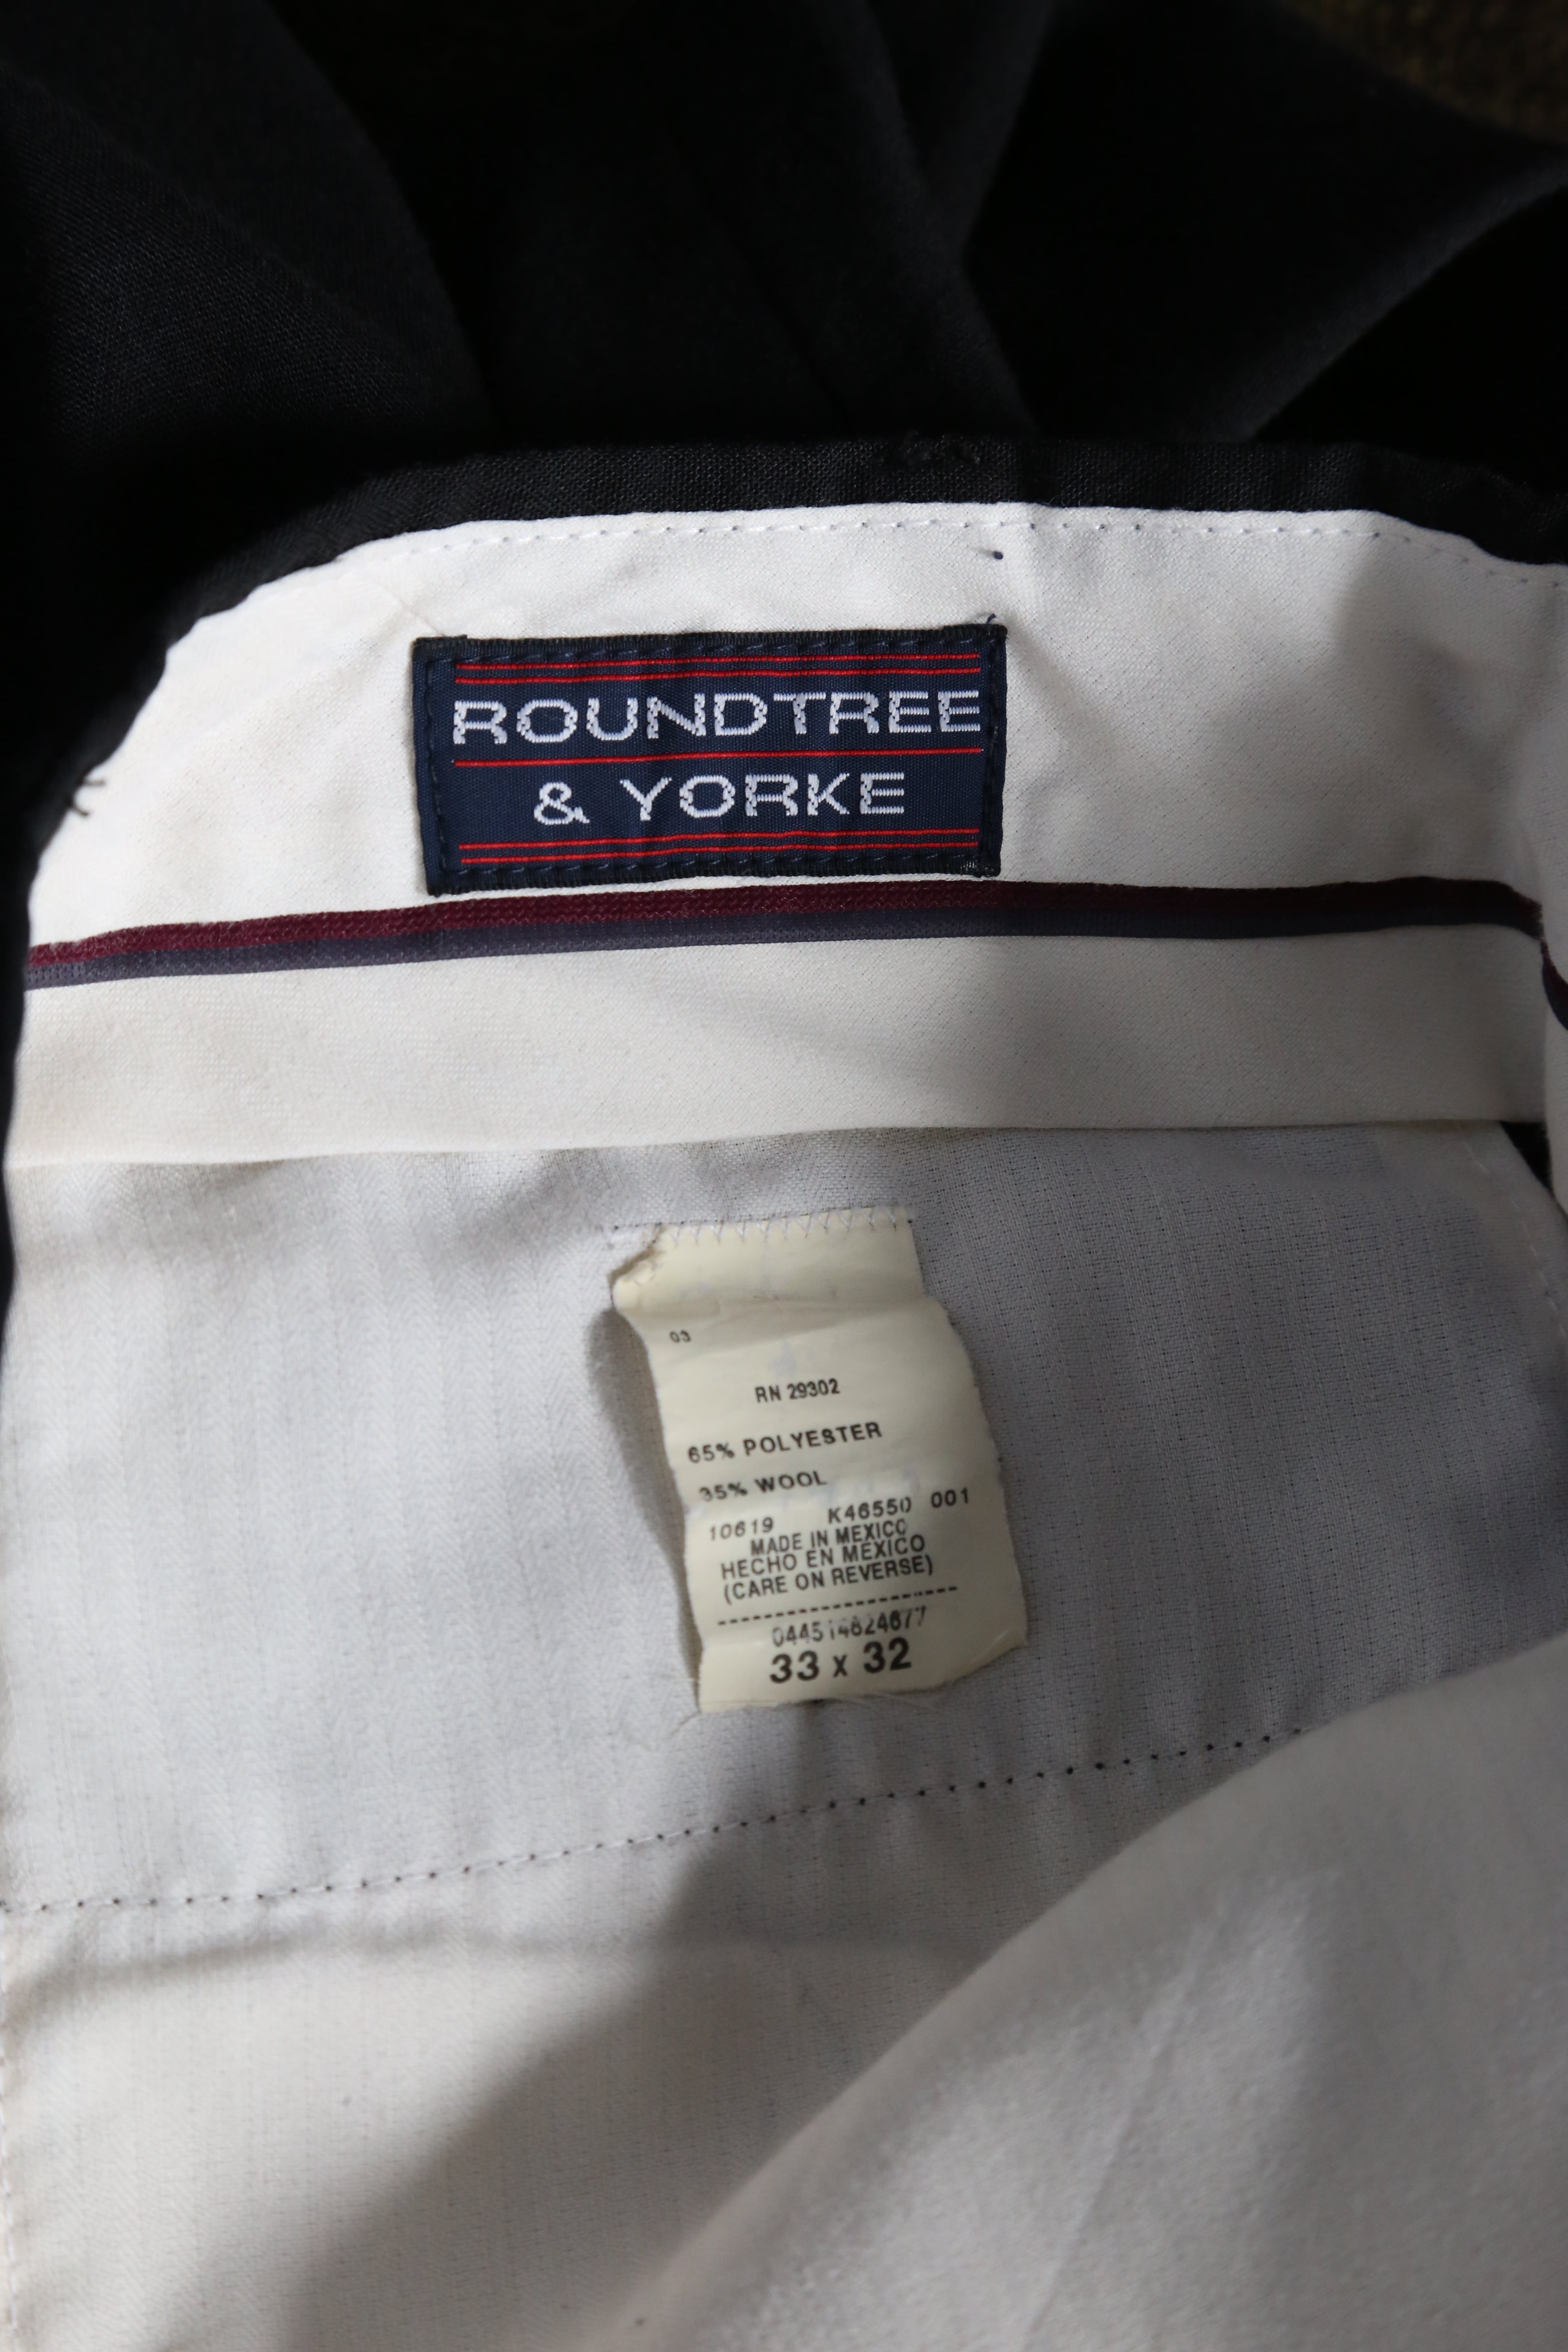 ROUNDTREE
& YORKE
03
RN 29302
65% POLYESTER
35% WOOL
10619 K46550 001
MADE IN MEXICO
HECHO EN MEXICO
(CARE ON REVERSE)
044514624677
33 x 32